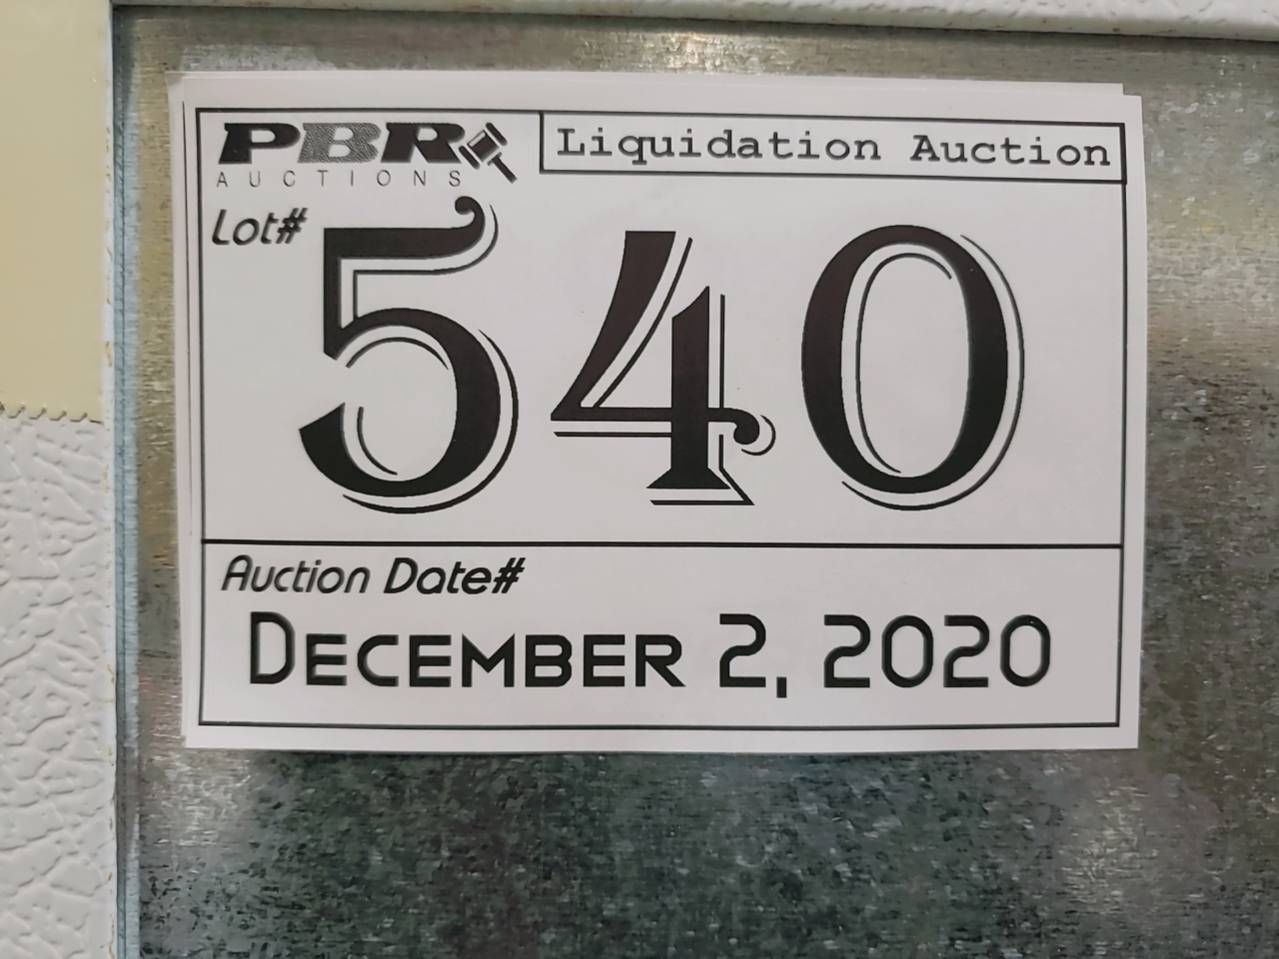 PBR
AUCTIONS
Liquidation Auction
Lot#
540
Auction Date#
December 2, 2020